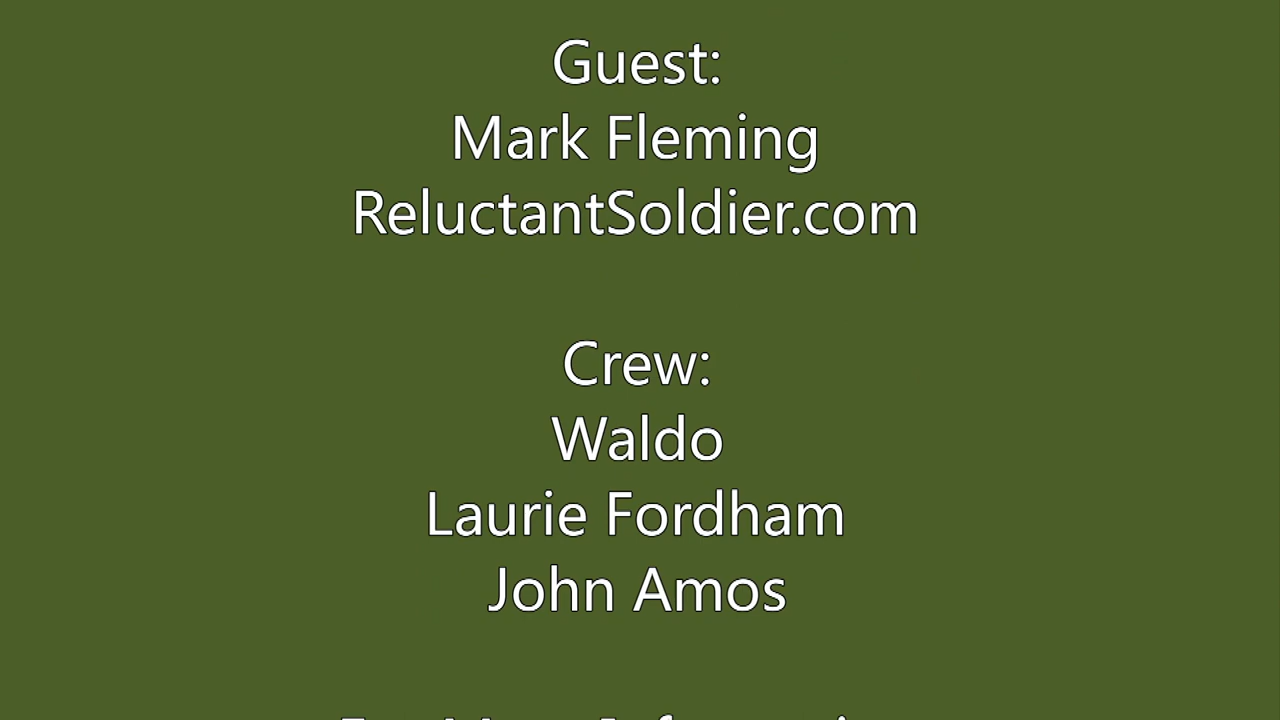 Guest:
Mark Fleming
ReluctantSoldier.com
Crew:
Waldo
Laurie Fordham
John Amos